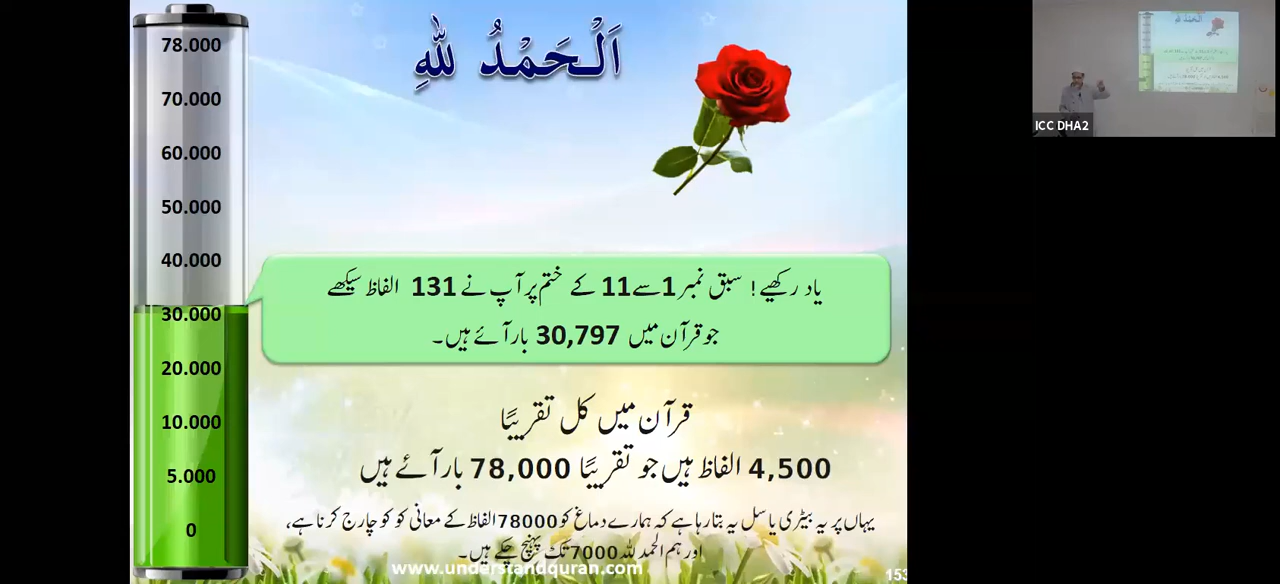 78.000
70.000
60.000
50.000
40.000
30.000
20.000
10.000
5.000
0
اَلْحَمْدُ لِلّٰهِ
یاد رکھیے! سبق نمبر 1 سے 11 کے ختم پر آپ نے 131 الفاظ سیکھے
جو قرآن میں 30,797 بار آئے ہیں۔
قرآن میں کل تقریبًا
4,500 الفاظ ہیں جو تقریبًا 78,000 بار آئے ہیں
یہاں پر یہ بیٹری یا سل یہ بتا رہا ہے کہ ہمارے دماغ کو 78000 الفاظ کے معانی کو کو چارج کرنا ہے،
اور ہم الحمد للہ 7000 تک پہنچ چکے ہیں۔
www.understandquran.com
153
ICC DHA2